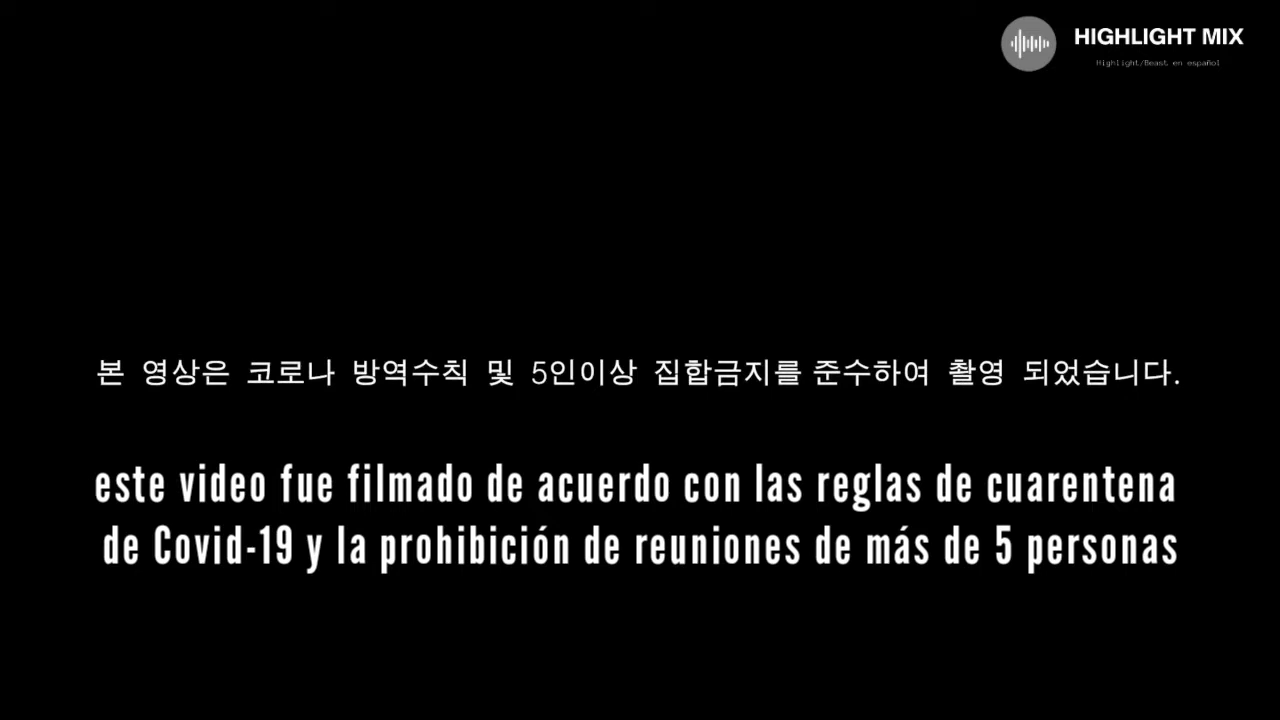 HIGHLIGHT MIX
Highlight/Beast en español
본 영상은 코로나 방역수칙 및 5인이상 집합금지를 준수하여 촬영 되었습니다.
este video fue filmado de acuerdo con las reglas de cuarentena
de Covid-19 y la prohibición de reuniones de más de 5 personas